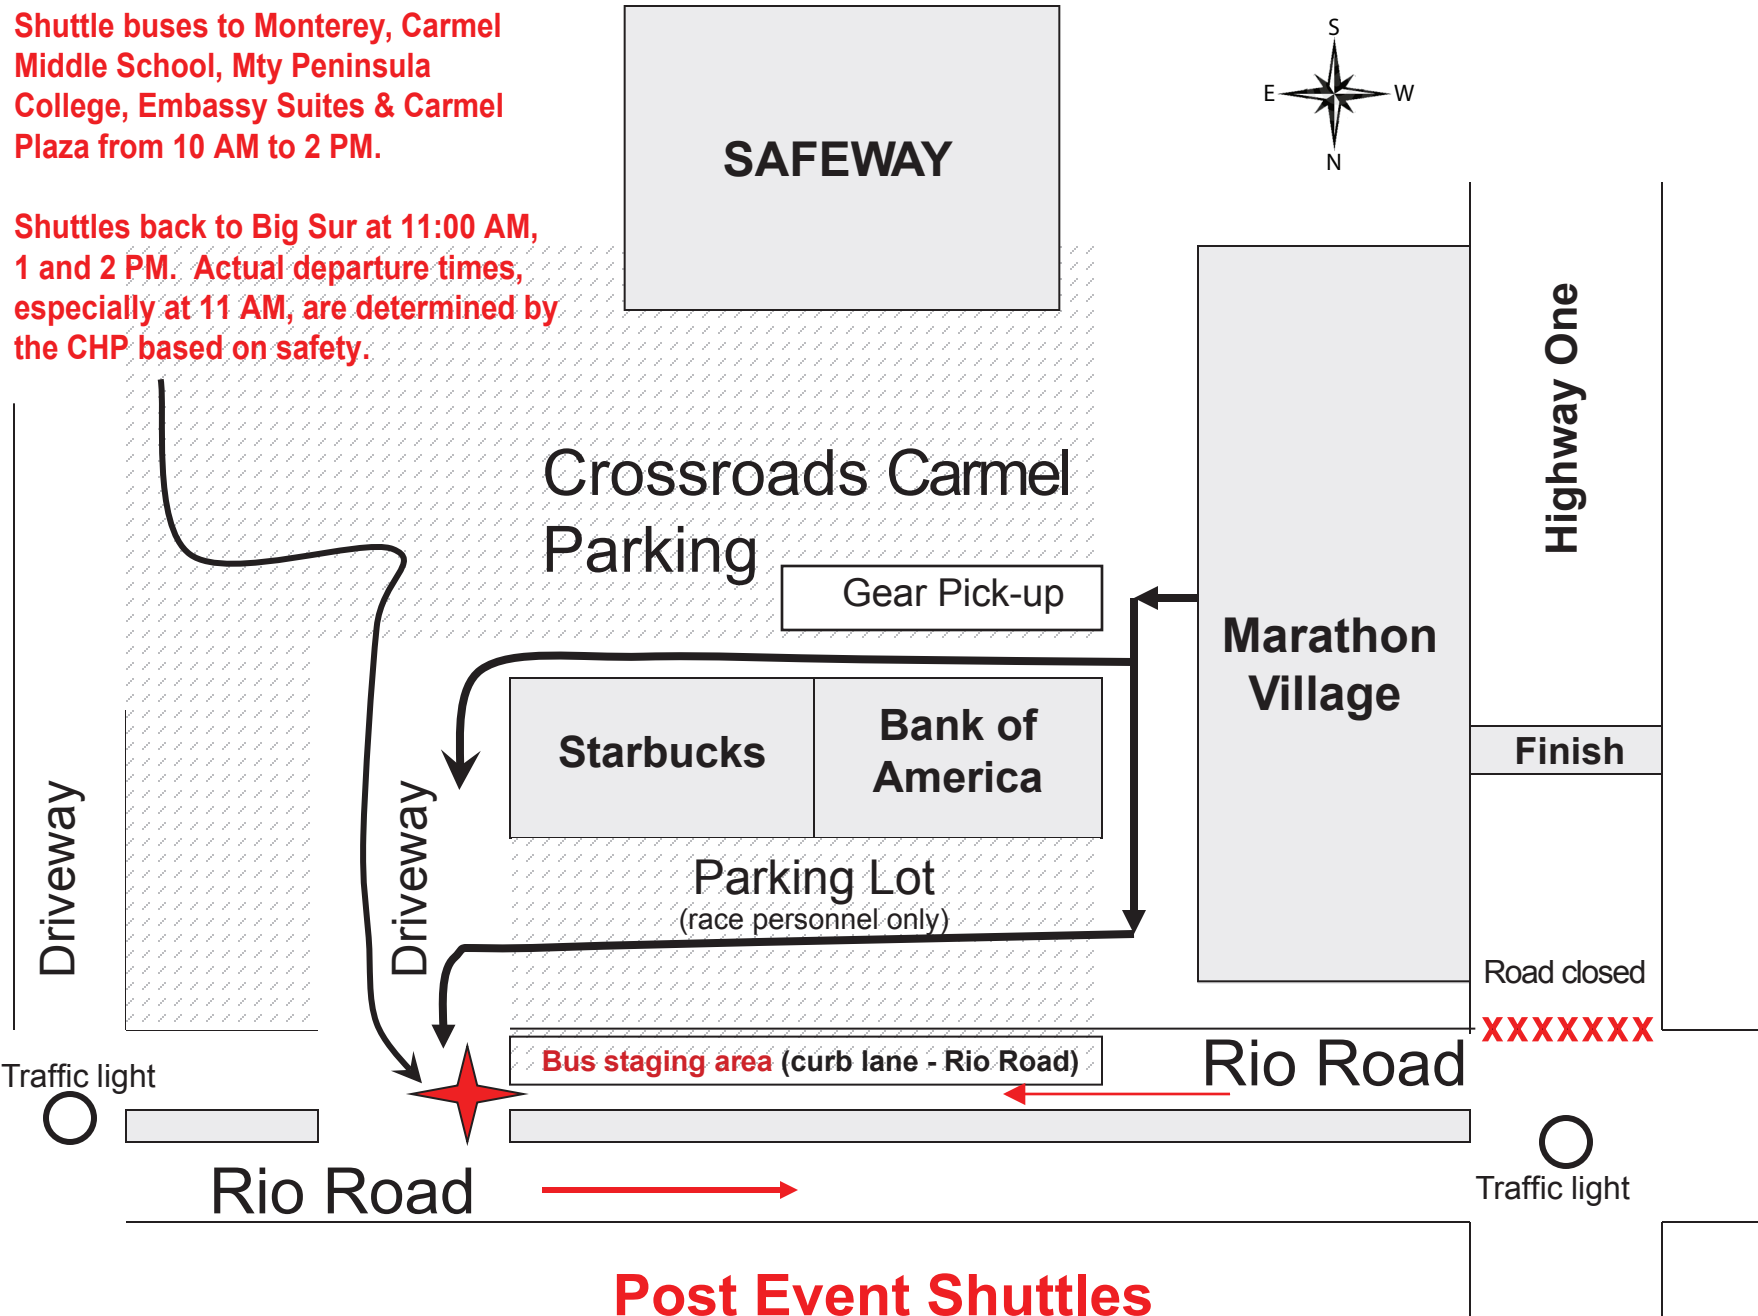 Shuttle buses to Monterey, Carmel
Middle School, Mty Peninsula
College, Embassy Suites & Carmel
Plaza from 10 AM to 2 PM.
Shuttles back to Big Sur at 11:00 AM,
1 and 2 PM.  Actual departure times,
especially at 11 AM, are determined by
the CHP based on safety.
SAFEWAY
S
E
W
N
Highway One
Crossroads Carmel
Parking
Gear Pick-up
Marathon
Village
Starbucks
Bank of
America
Finish
Driveway
Driveway
Parking Lot
(race personnel only)
Road closed
XXXXXXX
Bus staging area (curb lane - Rio Road)
Rio Road
Traffic light
Rio Road
Traffic light
Post Event Shuttles